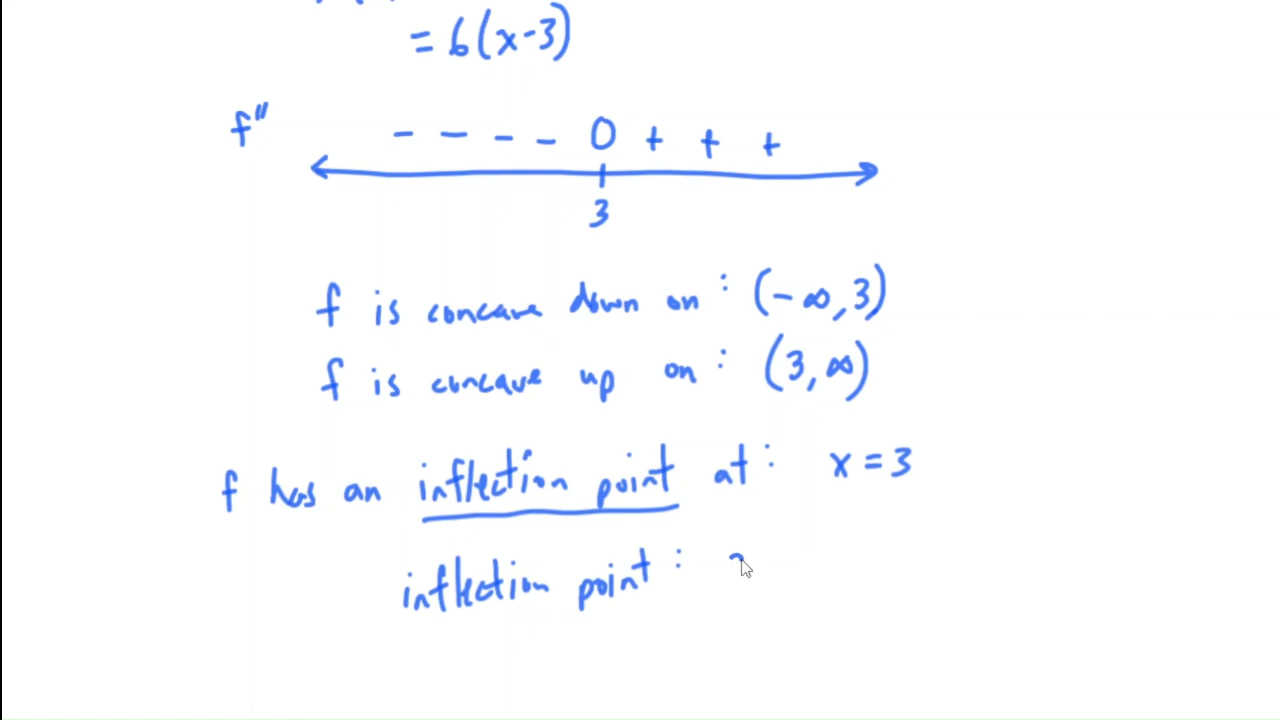 = 6(x-3)
f" - - - - 0 + + +
3
f is concave down on : (-∞, 3)
f is concave up on : (3, ∞)
f has an inflection point at : x = 3
inflection point :